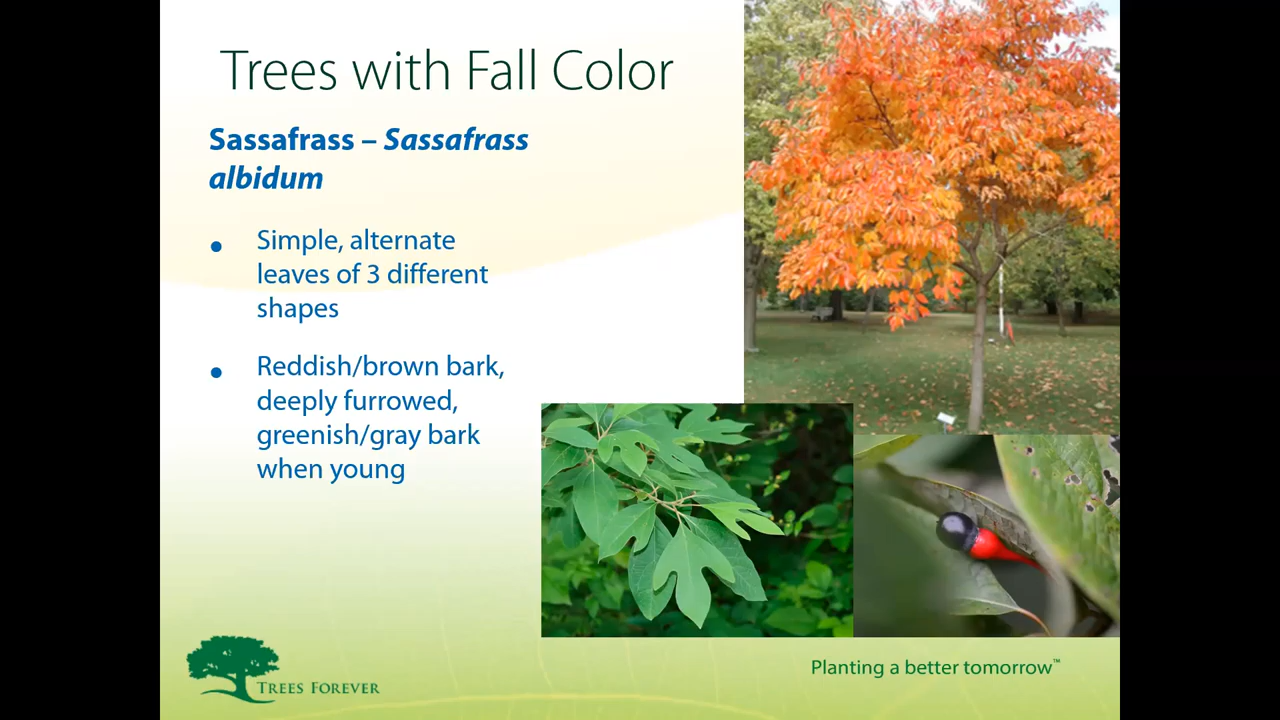 Trees with Fall Color
Sassafrass – Sassafrass
albidum
• Simple, alternate
leaves of 3 different
shapes
• Reddish/brown bark,
deeply furrowed,
greenish/gray bark
when young
Trees Forever
Planting a better tomorrow™